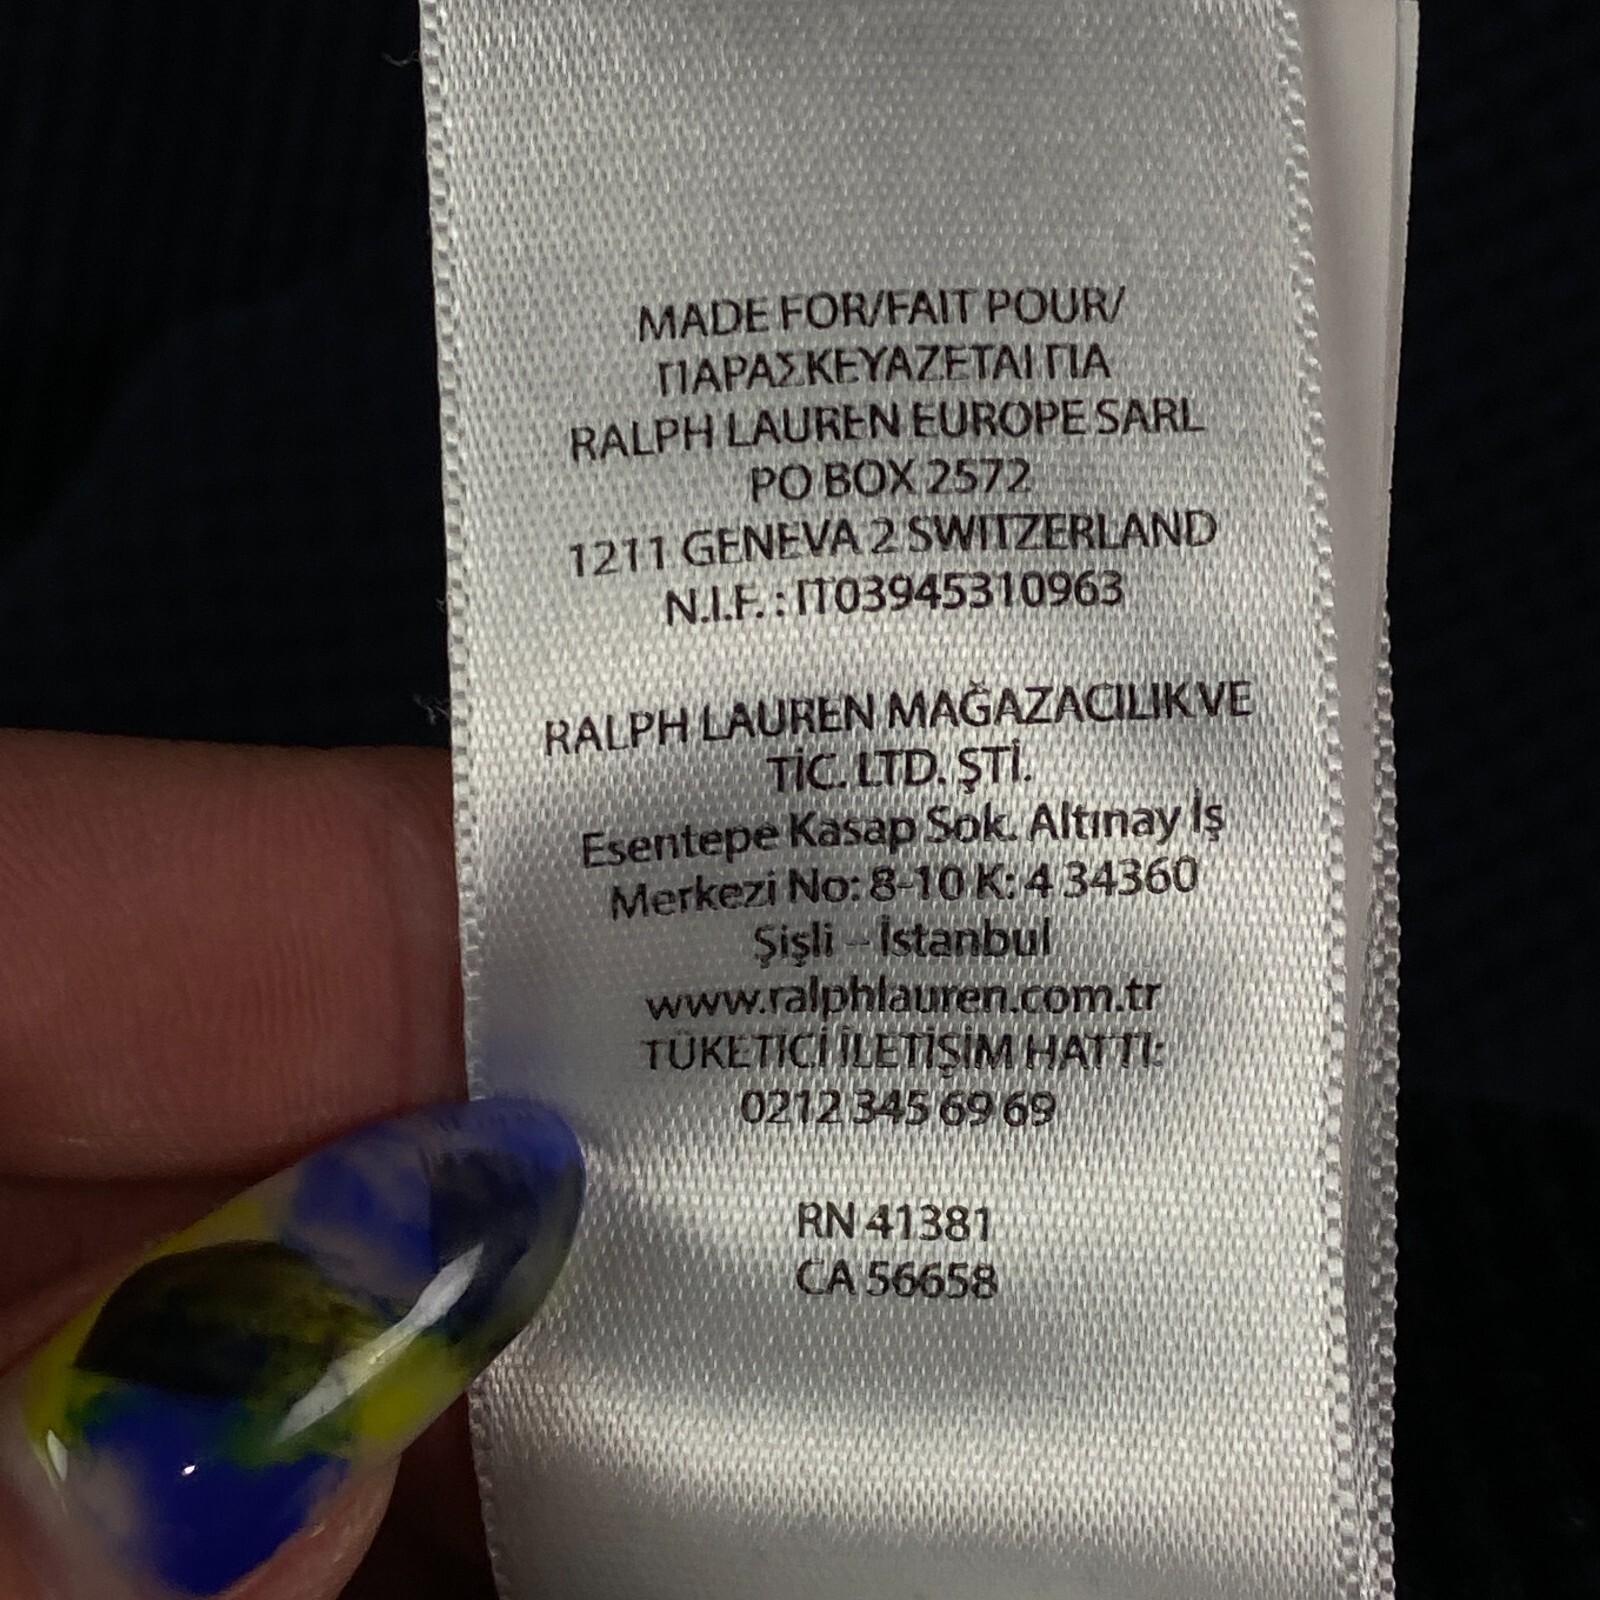 MADE FOR/FAIT POUR/
ΠΑΡΑΣΚΕΥΑΖΕΤΑΙ ΓΙΑ
RALPH LAUREN EUROPE SARL
PO BOX 2572
1211 GENEVA 2 SWITZERLAND
N.I.F. : IT03945310963
RALPH LAUREN MAĞAZACILIK VE
TİC. LTD. ŞTİ.
Esentepe Kasap Sok. Altınay İş
Merkezi No: 8-10 K: 4 34360
Şişli – İstanbul
www.ralphlauren.com.tr
TÜKETİCİ İLETİŞİM HATTI:
0212 345 69 69
RN 41381
CA 56658